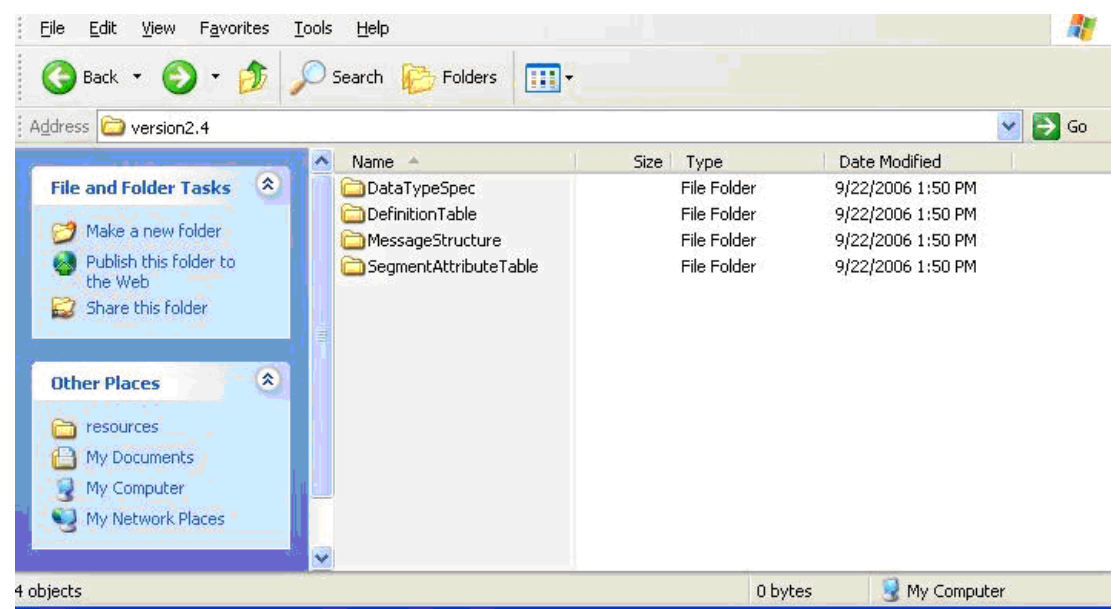 File Edit View Favorites Tools Help
Back Search Folders
Address version2.4 Go
Name Size Type Date Modified
File and Folder Tasks
Make a new folder
Publish this folder to
the Web
Share this folder
Other Places
resources
My Documents
My Computer
My Network Places
DataTypeSpec File Folder 9/22/2006 1:50 PM
DefinitionTable File Folder 9/22/2006 1:50 PM
MessageStructure File Folder 9/22/2006 1:50 PM
SegmentAttributeTable File Folder 9/22/2006 1:50 PM
4 objects 0 bytes My Computer